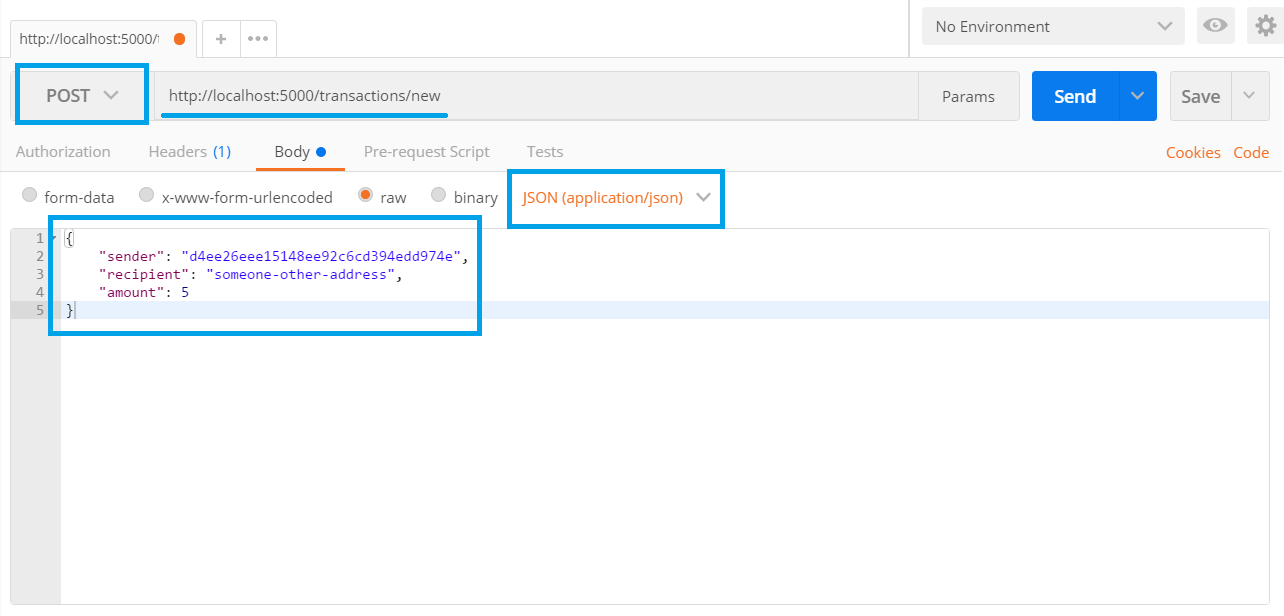 http://localhost:5000/t
+
•••
No Environment
POST
http://localhost:5000/transactions/new
Params
Send
Save
Authorization
Headers (1)
Body
Pre-request Script
Tests
Cookies
Code
form-data
x-www-form-urlencoded
raw
binary
JSON (application/json)
1 {
2 "sender": "d4ee26eee15148ee92c6cd394edd974e",
3 "recipient": "someone-other-address",
4 "amount": 5
5 }